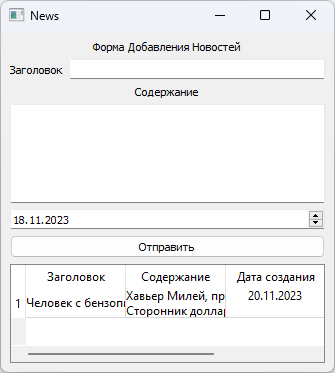 News
Форма Добавления Новостей
Заголовок
Содержание
18.11.2023
Отправить
Заголовок Содержание Дата создания
1 Человек с бензоп Хавьер Милей, пр 20.11.2023
Сторонник доллар